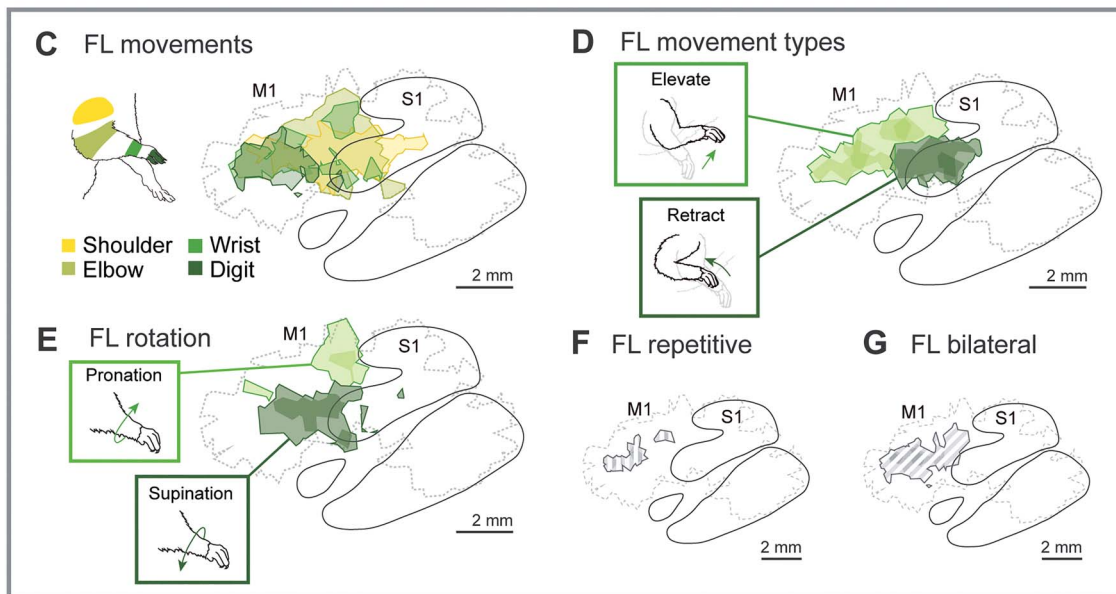 C FL movements
M1
S1
Shoulder
Wrist
Elbow
Digit
2 mm
D FL movement types
Elevate
M1
S1
Retract
2 mm
E FL rotation
M1
S1
Pronation
Supination
2 mm
F FL repetitive
M1
S1
2 mm
G FL bilateral
M1
S1
2 mm